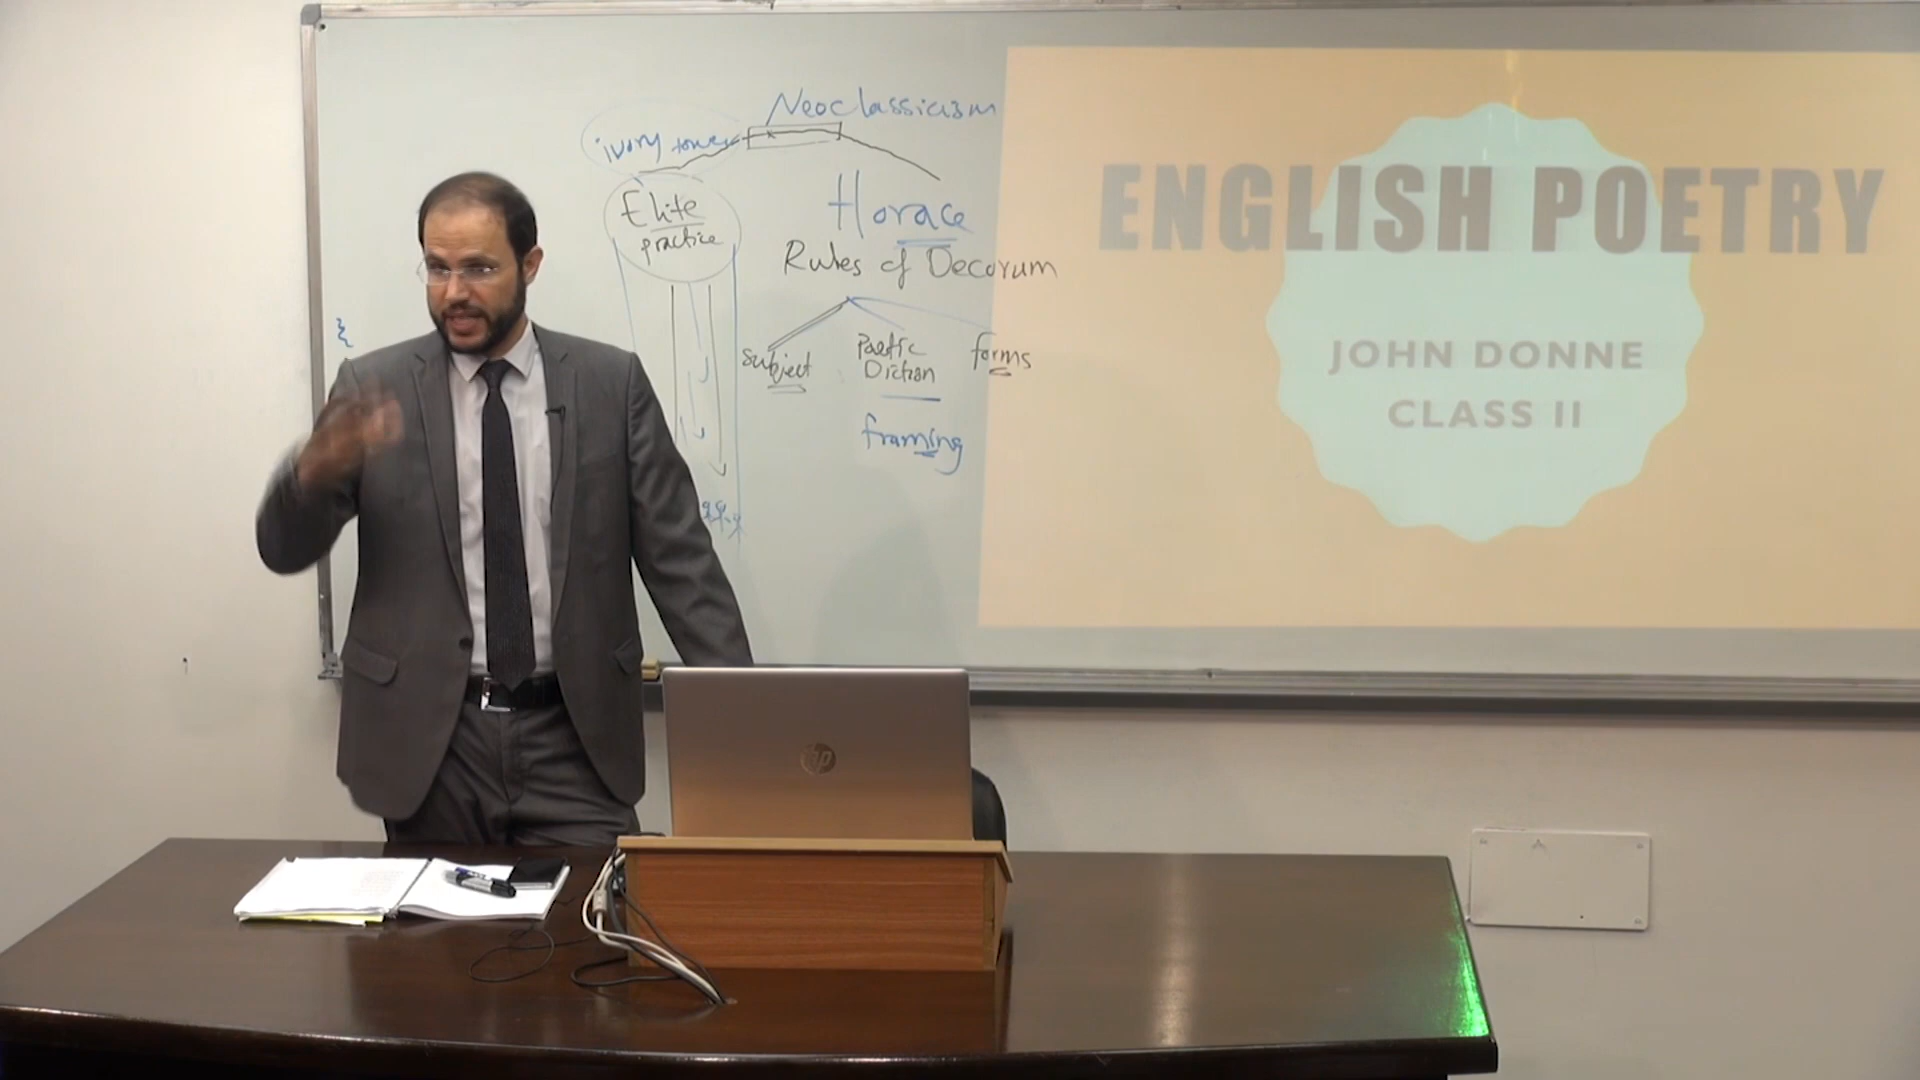 Neoclassicism
ivory tower
Elite
practice
Horace
Rules of Decorum
subject
Poetic
Diction
forms
framing
ENGLISH POETRY
JOHN DONNE
CLASS II
hp